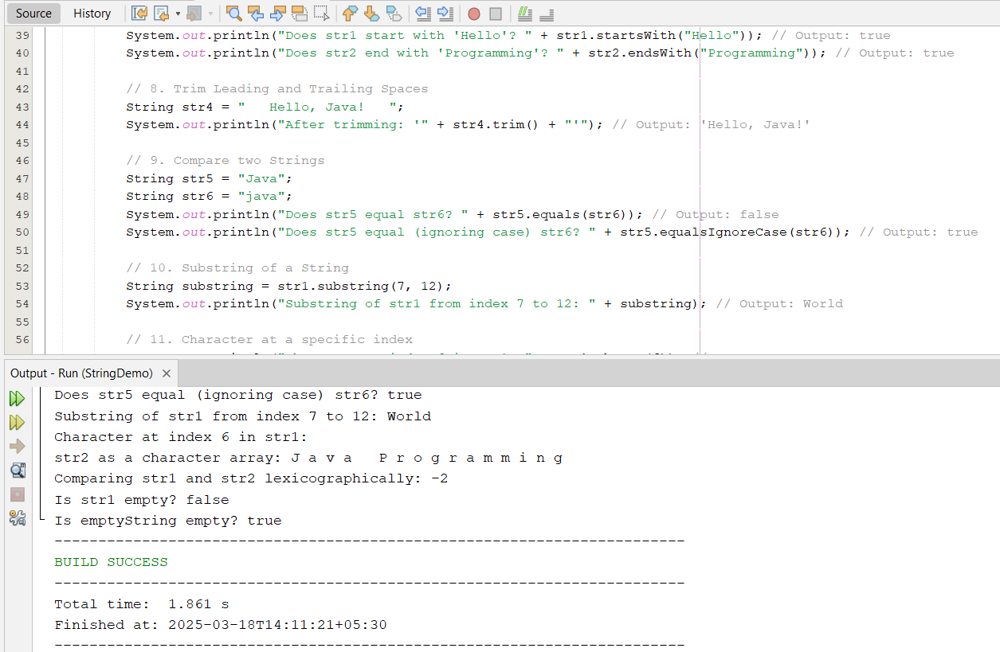 Source History
39 System.out.println("Does str1 start with 'Hello'? " + str1.startsWith("Hello")); // Output: true
40 System.out.println("Does str2 end with 'Programming'? " + str2.endsWith("Programming")); // Output: true
41
42 // 8. Trim Leading and Trailing Spaces
43 String str4 = "   Hello, Java!   ";
44 System.out.println("After trimming: '" + str4.trim() + "'"); // Output: 'Hello, Java!'
45
46 // 9. Compare two Strings
47 String str5 = "Java";
48 String str6 = "java";
49 System.out.println("Does str5 equal str6? " + str5.equals(str6)); // Output: false
50 System.out.println("Does str5 equal (ignoring case) str6? " + str5.equalsIgnoreCase(str6)); // Output: true
51
52 // 10. Substring of a String
53 String substring = str1.substring(7, 12);
54 System.out.println("Substring of str1 from index 7 to 12: " + substring); // Output: World
55
56 // 11. Character at a specific index
Output - Run (StringDemo) ×
Does str5 equal (ignoring case) str6? true
Substring of str1 from index 7 to 12: World
Character at index 6 in str1:
str2 as a character array: J a v a   P r o g r a m m i n g
Comparing str1 and str2 lexicographically: -2
Is str1 empty? false
Is emptyString empty? true
------------------------------------------------------------------------
BUILD SUCCESS
------------------------------------------------------------------------
Total time:  1.861 s
Finished at: 2025-03-18T14:11:21+05:30
------------------------------------------------------------------------